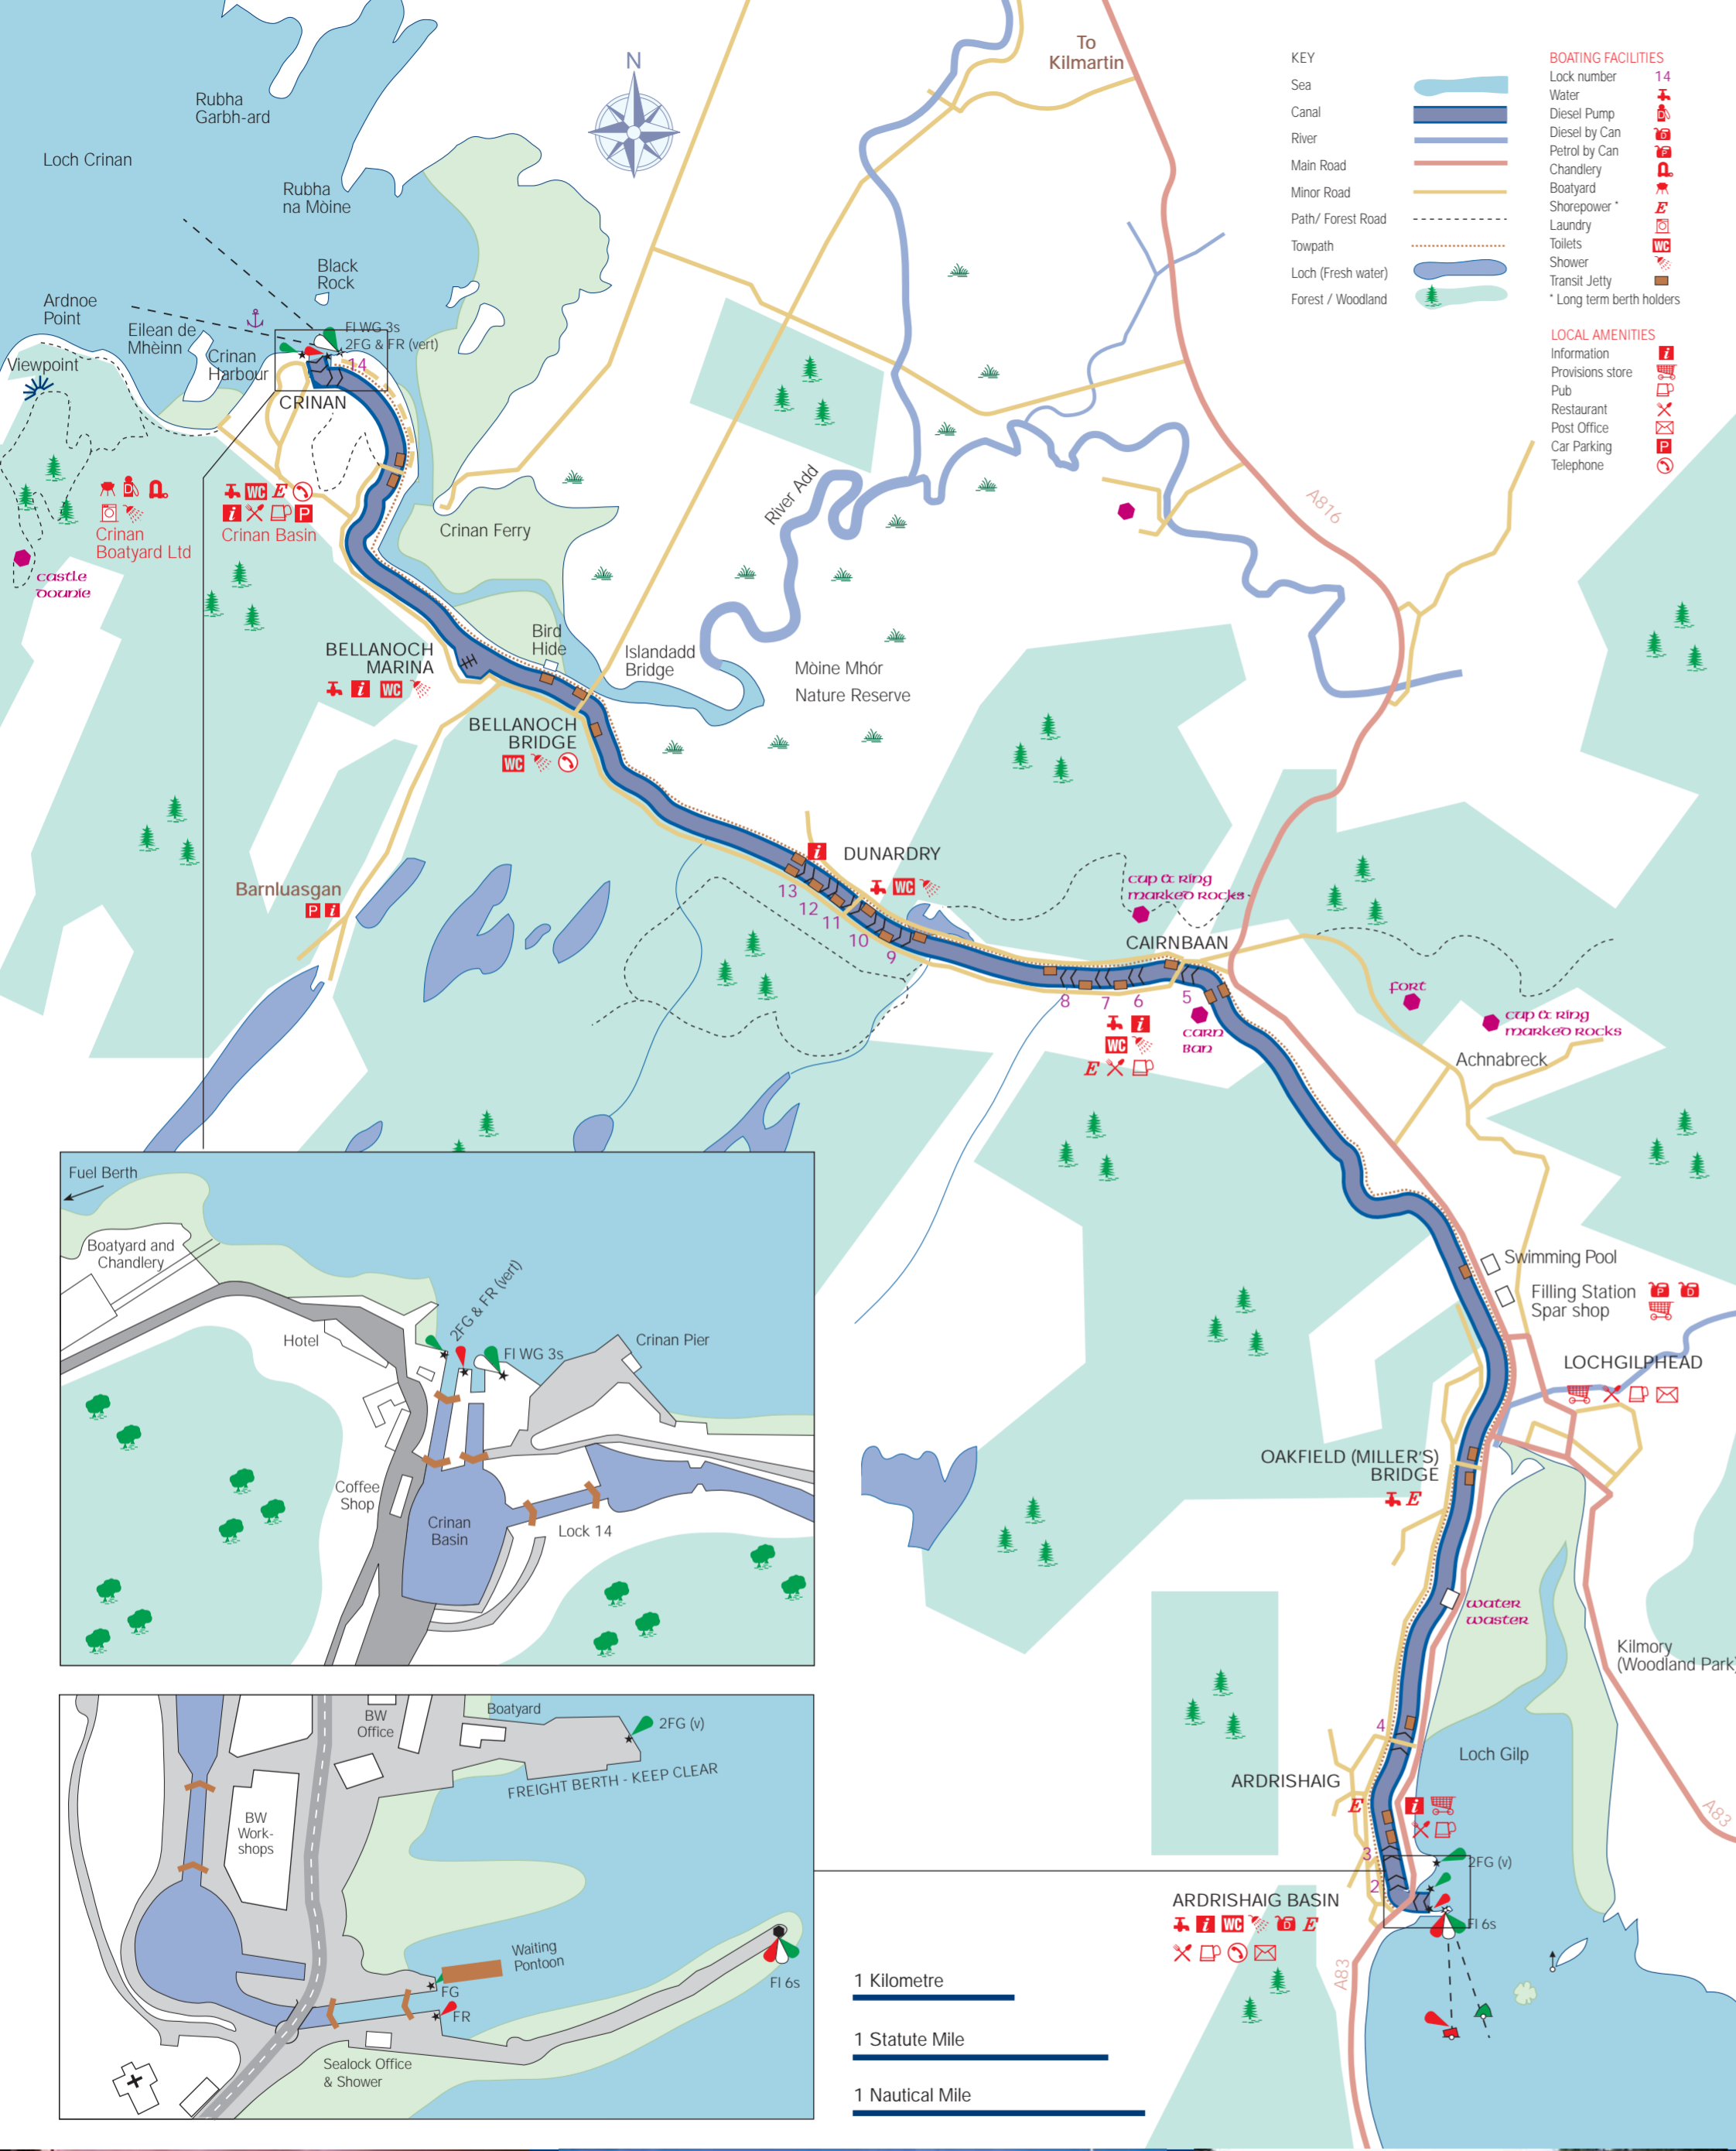 To
Kilmartin
N
Rubha
Garbh-ard
Loch Crinan
Rubha
na Mòine
Black
Rock
Ardnoe
Point
Eilean de
Mhèinn
Crinan
Harbour
Viewpoint
Fl WG 3s
2FG & FR (vert)
14
CRINAN
KEY
Sea
Canal
River
Main Road
Minor Road
Path/ Forest Road
Towpath
Loch (Fresh water)
Forest / Woodland
BOATING FACILITIES
Lock number 14
Water
Diesel Pump D
Diesel by Can D
Petrol by Can P
Chandlery
Boatyard
Shorepower * E
Laundry
Toilets WC
Shower
Transit Jetty
* Long term berth holders
LOCAL AMENITIES
Information i
Provisions store
Pub
Restaurant
Post Office
Car Parking P
Telephone
D
Crinan
Boatyard Ltd
WC E
i P
Crinan Basin
castle
dounie
Crinan Ferry
River Add
A816
BELLANOCH
MARINA
i WC
Bird
Hide
Islandadd
Bridge
Mòine Mhór
Nature Reserve
BELLANOCH
BRIDGE
WC
Barnluasgan
P i
i
DUNARDRY
WC
13
12
11
10
9
cup & ring
marked rocks
CAIRNBAAN
8
7
6
5
i
WC
E
carn
ban
fort
cup & ring
marked rocks
Achnabreck
Swimming Pool
Filling Station P D
Spar shop
LOCHGILPHEAD
OAKFIELD (MILLER'S)
BRIDGE
E
water
waster
Kilmory
(Woodland Park
4
Loch Gilp
ARDRISHAIG
E
i
A83
3
2
2FG (v)
Fl 6s
ARDRISHAIG BASIN
i WC D E
A83
Fuel Berth
Boatyard and
Chandlery
Hotel
2FG & FR (vert)
Fl WG 3s
Crinan Pier
Coffee
Shop
Crinan
Basin
Lock 14
BW
Office
Boatyard
2FG (v)
FREIGHT BERTH - KEEP CLEAR
BW
Work-
shops
Waiting
Pontoon
FG
FR
Fl 6s
Sealock Office
& Shower
1 Kilometre
1 Statute Mile
1 Nautical Mile